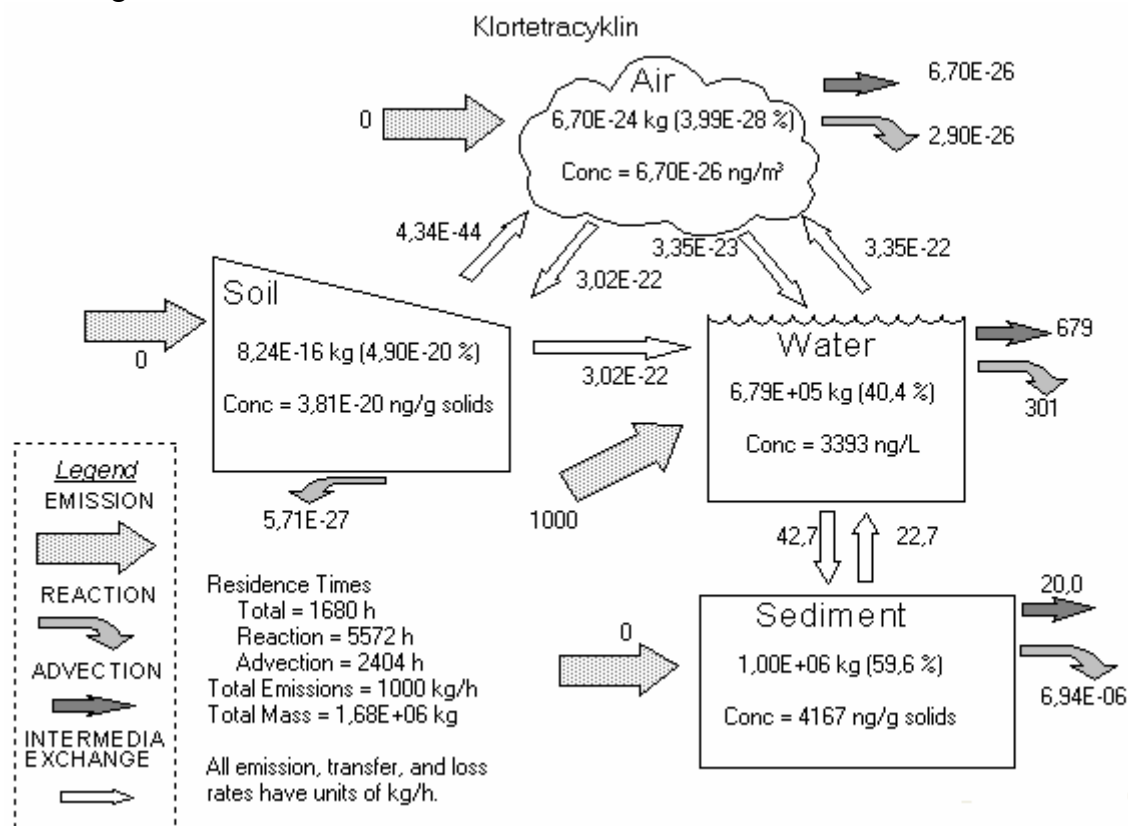 Klortetracyklin
Air
6,70E-24 kg (3,99E-28 %)
Conc = 6,70E-26 ng/m³
0
6,70E-26
2,90E-26
4,34E-44
3,02E-22
3,35E-23
3,35E-22
Soil
8,24E-16 kg (4,90E-20 %)
Conc = 3,81E-20 ng/g solids
0
3,02E-22
5,71E-27
Water
6,79E+05 kg (40,4 %)
Conc = 3393 ng/L
679
301
1000
42,7
22,7
Legend
EMISSION
REACTION
ADVECTION
INTERMEDIA
EXCHANGE
Residence Times
Total = 1680 h
Reaction = 5572 h
Advection = 2404 h
Total Emissions = 1000 kg/h
Total Mass = 1,68E+06 kg
All emission, transfer, and loss
rates have units of kg/h.
0
Sediment
1,00E+06 kg (59,6 %)
Conc = 4167 ng/g solids
20,0
6,94E-06